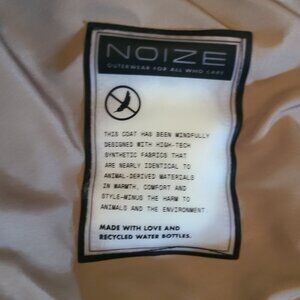 NOIZE
OUTERWEAR FOR ALL WHO CARE
THIS COAT HAS BEEN MINDFULLY
DESIGNED WITH HIGH-TECH
SYNTHETIC FABRICS THAT
ARE NEARLY IDENTICAL TO
ANIMAL-DERIVED MATERIALS
IN WARMTH, COMFORT AND
STYLE-MINUS THE HARM TO
ANIMALS AND THE ENVIRONMENT
MADE WITH LOVE AND
RECYCLED WATER BOTTLES.